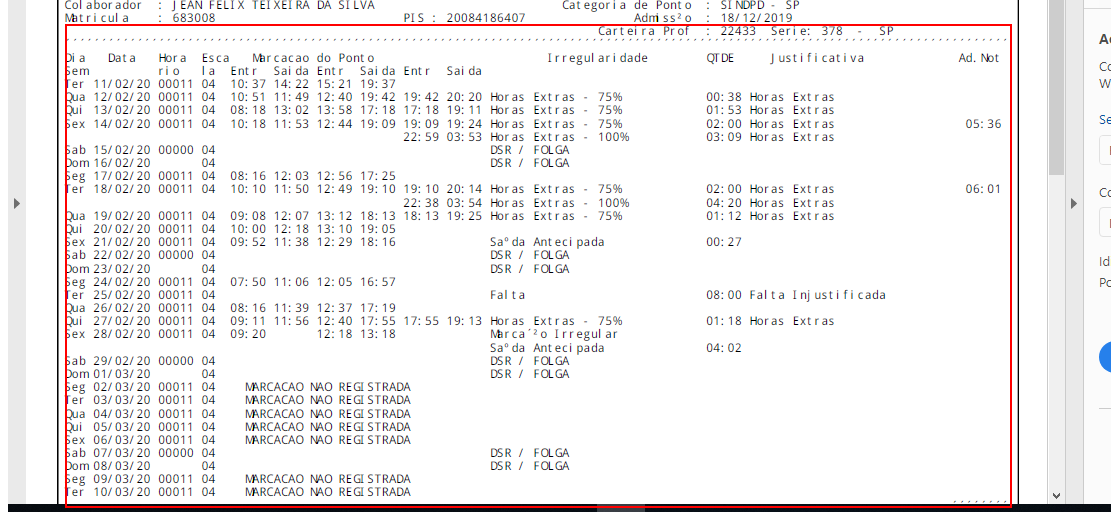 Colaborador : JEAN FELIX TEIXEIRA DA SILVA Categoria de Ponto : SINDPD - SP
Matricula : 683008 PIS : 20084186407 Admiss²o : 18/12/2019
Carteira Prof : 22433 Serie: 378 - SP
Dia Data Hora Esca Marcacao do Ponto Irregularidade QTDE Justificativa Ad.Not
Sem rio la Entr Saida Entr Saida Entr Saida
Ter 11/02/20 00011 04 10:37 14:22 15:21 19:37
Qua 12/02/20 00011 04 10:51 11:49 12:40 19:42 19:42 20:20 Horas Extras - 75% 00:38 Horas Extras
Qui 13/02/20 00011 04 08:18 13:02 13:58 17:18 17:18 19:11 Horas Extras - 75% 01:53 Horas Extras
Sex 14/02/20 00011 04 10:18 11:53 12:44 19:09 19:09 19:24 Horas Extras - 75% 02:00 Horas Extras 05:36
22:59 03:53 Horas Extras - 100% 03:09 Horas Extras
Sab 15/02/20 00000 04 DSR / FOLGA
Dom 16/02/20 04 DSR / FOLGA
Seg 17/02/20 00011 04 08:16 12:03 12:56 17:25
Ter 18/02/20 00011 04 10:10 11:50 12:49 19:10 19:10 20:14 Horas Extras - 75% 02:00 Horas Extras 06:01
22:38 03:54 Horas Extras - 100% 04:20 Horas Extras
Qua 19/02/20 00011 04 09:08 12:07 13:12 18:13 18:13 19:25 Horas Extras - 75% 01:12 Horas Extras
Qui 20/02/20 00011 04 10:00 12:18 13:10 19:05
Sex 21/02/20 00011 04 09:52 11:38 12:29 18:16 Saºda Antecipada 00:27
Sab 22/02/20 00000 04 DSR / FOLGA
Dom 23/02/20 04 DSR / FOLGA
Seg 24/02/20 00011 04 07:50 11:06 12:05 16:57
Ter 25/02/20 00011 04 Falta 08:00 Falta Injustificada
Qua 26/02/20 00011 04 08:16 11:39 12:37 17:19
Qui 27/02/20 00011 04 09:11 11:56 12:40 17:55 17:55 19:13 Horas Extras - 75% 01:18 Horas Extras
Sex 28/02/20 00011 04 09:20 12:18 13:18 Marca´²o Irregular
Saºda Antecipada 04:02
Sab 29/02/20 00000 04 DSR / FOLGA
Dom 01/03/20 04 DSR / FOLGA
Seg 02/03/20 00011 04 MARCACAO NAO REGISTRADA
Ter 03/03/20 00011 04 MARCACAO NAO REGISTRADA
Qua 04/03/20 00011 04 MARCACAO NAO REGISTRADA
Qui 05/03/20 00011 04 MARCACAO NAO REGISTRADA
Sex 06/03/20 00011 04 MARCACAO NAO REGISTRADA
Sab 07/03/20 00000 04 DSR / FOLGA
Dom 08/03/20 04 DSR / FOLGA
Seg 09/03/20 00011 04 MARCACAO NAO REGISTRADA
Ter 10/03/20 00011 04 MARCACAO NAO REGISTRADA